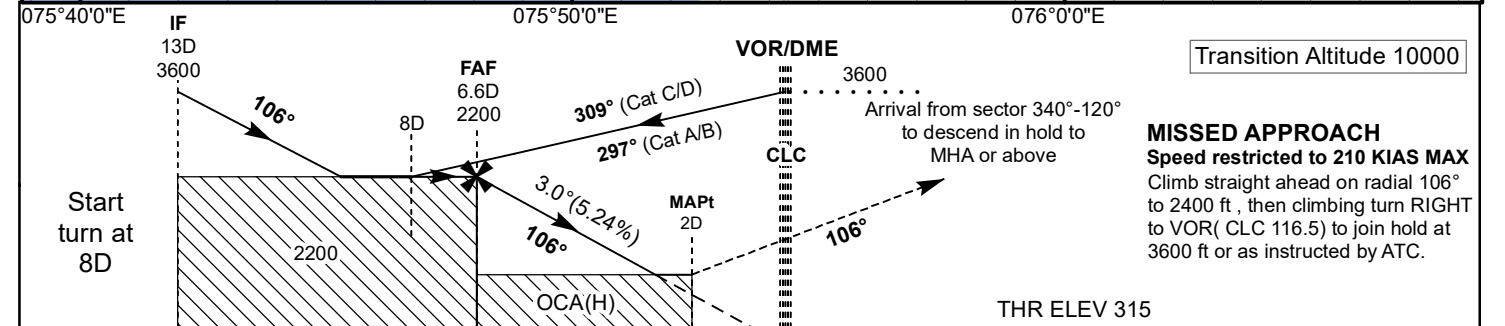 075°40'0"E
075°50'0"E
076°0'0"E
IF
13D
3600
106°
8D
FAF
6.6D
2200
309° (Cat C/D)
297° (Cat A/B)
VOR/DME
3600
CLC
Arrival from sector 340°-120°
to descend in hold to
MHA or above
Transition Altitude 10000
MISSED APPROACH
Speed restricted to 210 KIAS MAX
Climb straight ahead on radial 106°
to 2400 ft , then climbing turn RIGHT
to VOR( CLC 116.5) to join hold at
3600 ft or as instructed by ATC.
Start
turn at
8D
2200
3.0°(5.24%)
106°
MAPt
2D
106°
OCA(H)
THR ELEV 315